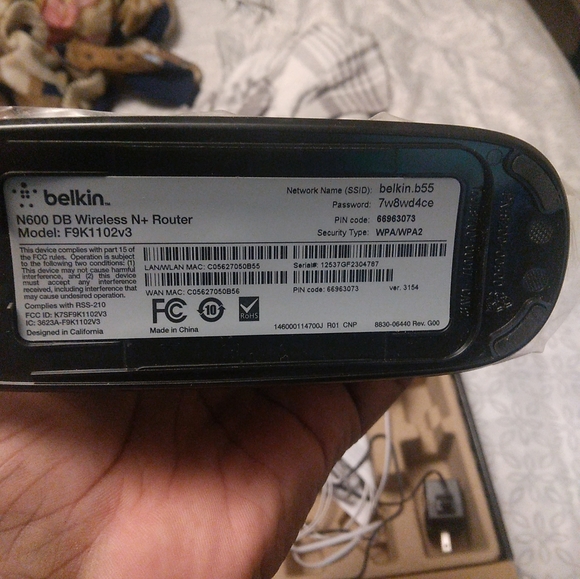 belkin™
N600 DB Wireless N+ Router
Model: F9K1102v3
Network Name (SSID): belkin.b55
Password: 7w8wd4ce
PIN code: 66963073
Security Type: WPA/WPA2
This device complies with part 15 of
the FCC rules. Operation is subject to
the following two conditions: (1)
This device may not cause harmful
interference, and (2) this device
must accept any interference
received, including interference that
may cause undesired operation.
Complies with RSS-210
FCC ID: K7SF9K1102V3
IC: 3623A-F9K1102V3
Designed in California
LAN/WLAN MAC: C05627050B55
Serial#: 12537GF2304787
WAN MAC: C05627050B56
PIN code: 66963073
ver. 3154
FC
10
RoHS
Made in China
146000114700J R01 CNP
8830-06440 Rev. G00